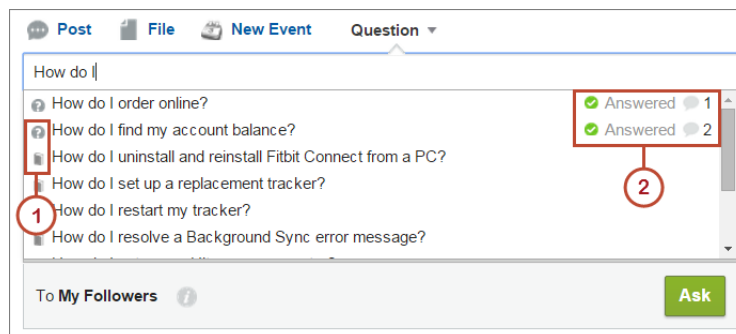 Post File New Event Question
How do I
How do I order online? Answered 1
How do I find my account balance? Answered 2
How do I uninstall and reinstall Fitbit Connect from a PC?
How do I set up a replacement tracker?
1 2
How do I restart my tracker?
How do I resolve a Background Sync error message?
To My Followers Ask